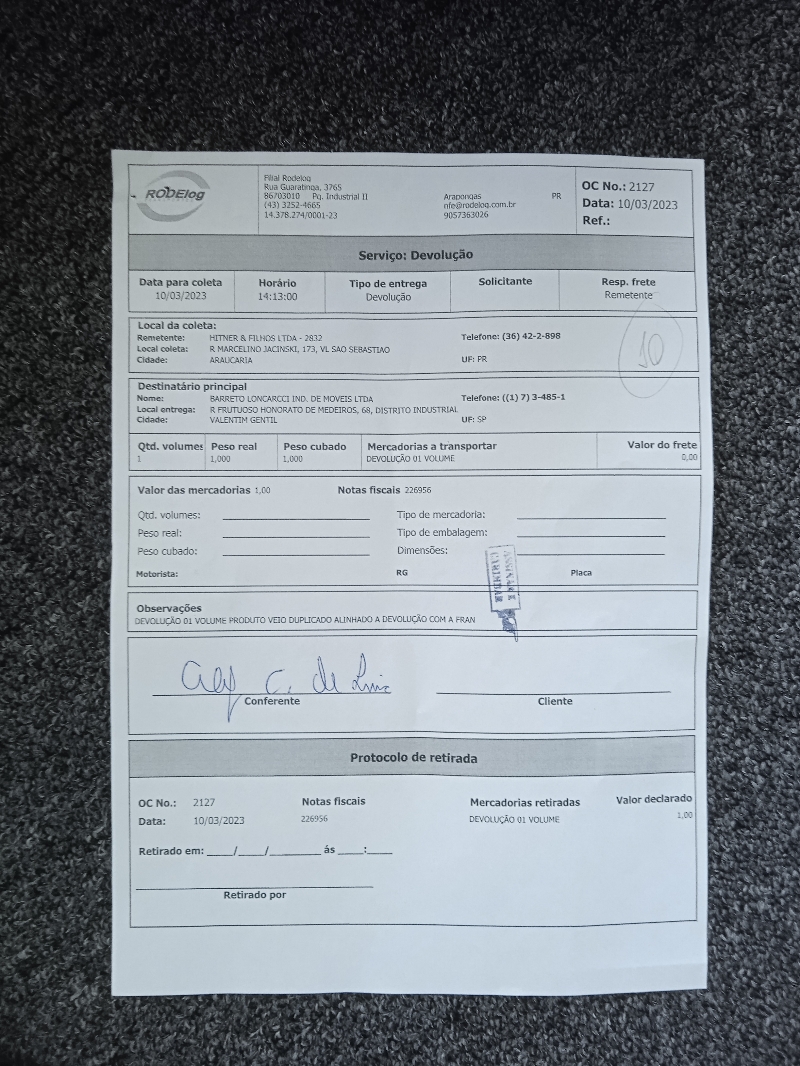 RODElog
Filial Rodelog
Rua Guaratinga, 3765
86703010 Pq. Industrial II Arapongas PR
(43) 3252-4665 nfe@rodelog.com.br
14.378.274/0001-23 9057363026
OC No.: 2127
Data: 10/03/2023
Ref.:
Serviço: Devolução
Data para coleta Horário Tipo de entrega Solicitante Resp. frete
10/03/2023 14:13:00 Devolução Remetente
Local da coleta:
Remetente: HITNER & FILHOS LTDA - 2832 Telefone: (36) 42-2-898
Local coleta: R MARCELINO JACINSKI, 173, VL SAO SEBASTIAO
Cidade: ARAUCARIA UF: PR
10
Destinatário principal
Nome: BARRETO LONCARCCI IND. DE MOVEIS LTDA Telefone: ((1) 7) 3-485-1
Local entrega: R FRUTUOSO HONORATO DE MEDEIROS, 68, DISTRITO INDUSTRIAL
Cidade: VALENTIM GENTIL UF: SP
Qtd. volumes Peso real Peso cubado Mercadorias a transportar Valor do frete
1 1,000 1,000 DEVOLUÇÃO 01 VOLUME 0,00
Valor das mercadorias 1,00 Notas fiscais 226956
Qtd. volumes: Tipo de mercadoria:
Peso real: Tipo de embalagem:
Peso cubado: Dimensões:
Motorista: RG Placa
ASSINAR E
CARIMBAR
Observações
DEVOLUÇÃO 01 VOLUME PRODUTO VEIO DUPLICADO ALINHADO A DEVOLUÇÃO COM A FRAN
C. de Luiz
Conferente Cliente
Protocolo de retirada
OC No.: 2127 Notas fiscais Mercadorias retiradas Valor declarado
Data: 10/03/2023 226956 DEVOLUÇÃO 01 VOLUME 1,00
Retirado em: ____/____/________ ás ____:____
Retirado por